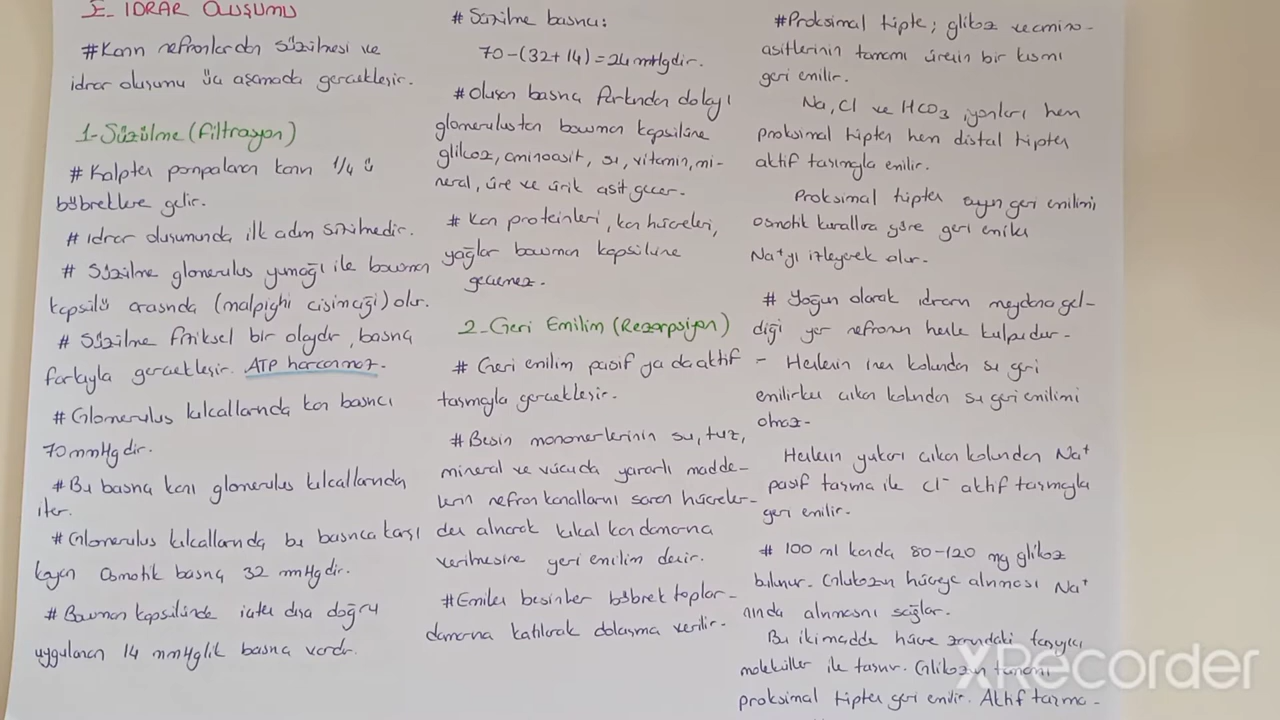 E. IDRAR OLUŞUMU
#Kanın nefronlardan süzülmesi ve
idrar oluşumu üç aşamada gerçekleşir.
1-Süzülme (Filtrasyon)
#Kalpten pompalanan kanın 1/4 ü
böbreklere gelir.
#idrar oluşumunda ilk adım süzülmedir.
# Süzülme glomerulus yumağı ile bowman
kapsülü arasında (malpighi cisimciği) olur.
# Süzülme fiziksel bir olaydır, basınç
farkıyla gerçekleşir. ATP harcanmaz.
#Glomerulus kılcallarında kan basıncı
70 mmHg dir.
#Bu basınç kanı glomerulus kılcallarında
iter.
#Glomerulus kılcallarında bu basınca karşı
koyan osmotik basınç 32 mmHg dir.
#Bowman kapsülünde içten dışa doğru
uygulanan 14 mmHglik basınç vardır.
# Süzülme basıncı:
70-(32+14)=24 mmHg dir.
#Oluşan basınç farkından dolayı
glomerulustan bowman kapsülüne
glikoz, aminoasit, su, vitamin, mi-
neral, üre ve ürik asit geçer.
# Kan proteinleri, kan hücreleri,
yağlar bowman kapsülüne
geçemez.
2-Geri Emilim (Rezorpsiyon)
# Geri emilim pasif ya da aktif
taşımayla gerçekleşir.
#Besin monomerlerinin su, tuz,
mineral ve vücuda yararlı madde-
lerin nefron kanallarını saran hücreler-
den alınarak kılcal kan damarına
verilmesine geri emilim denir.
#Emilen besinler böbrek toplar-
damarına katılarak dolaşıma verilir.
#Proksimal tüpte; glikoz ve amino-
asitlerinin tamamı ürenin bir kısmı
geri emilir.
Na, Cl ve HCO3 iyonları hem
proksimal tüpten hem distal tüpten
aktif taşımayla emilir.
Proksimal tüpten suyun geri emilimi
osmotik kurallara göre geri emilen
Na+yı izleyerek olur.
# Yoğun olarak idrarın meydana gel-
diği yer nefronun henle kulpudur.
- Henlenin inen kolundan su geri
emilirken çıkan kolundan su geri emilimi
olmaz.
Henlenin yukarı çıkan kolundan Na+
pasif taşıma ile Cl- aktif taşımayla
geri emilir.
# 100 ml kanda 80-120 mg glikoz
bulunur. Glukozun hücreye alınması Na+
ında alınmasını sağlar.
Bu iki madde hücre zarındaki taşıyıcı
moleküller ile taşınır. Glikozun tamamı
proksimal tüpten geri emilir. Aktif taşıma-
XRecorder